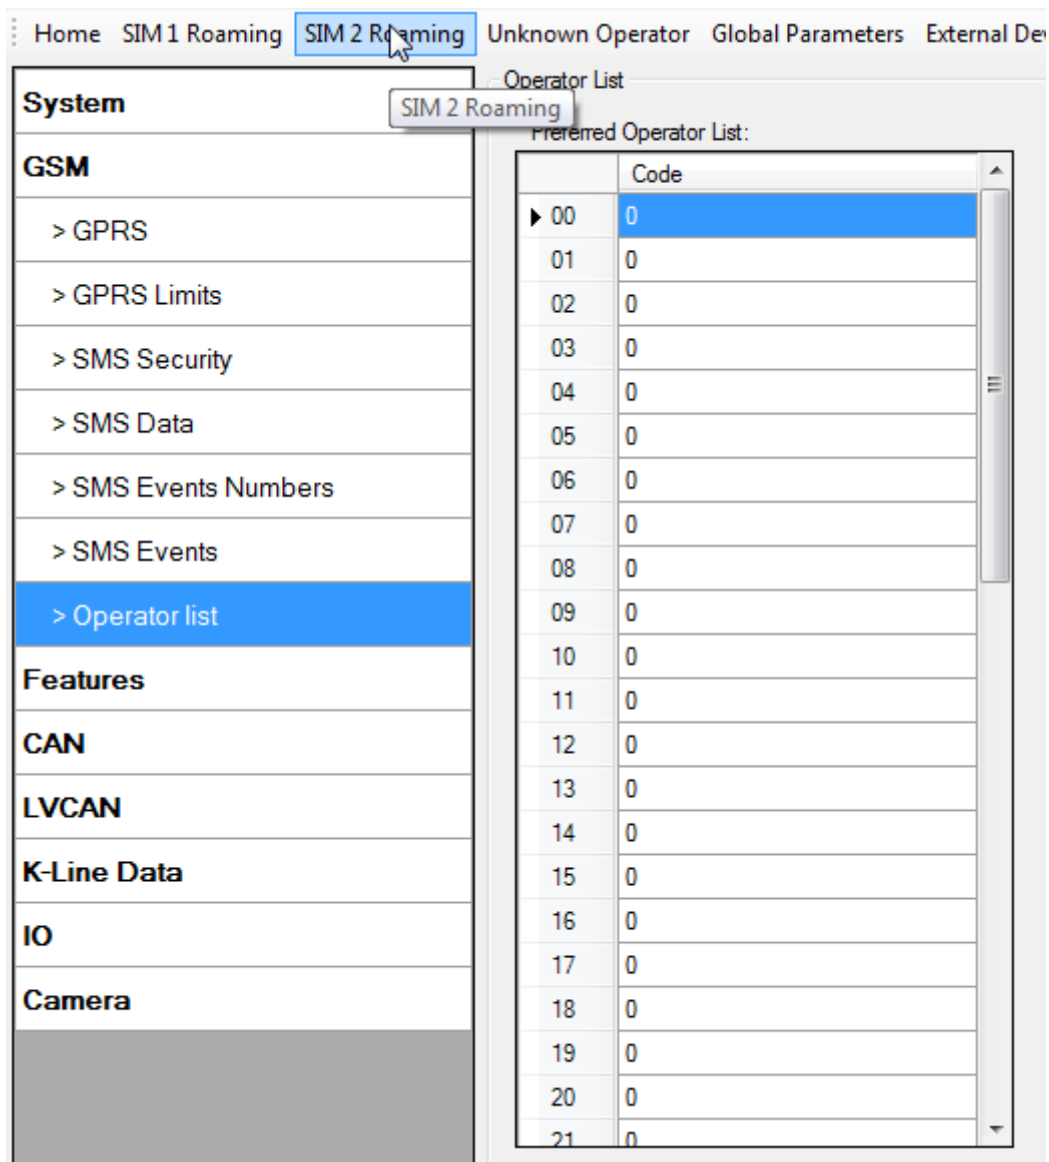 Home SIM 1 Roaming SIM 2 Roaming Unknown Operator Global Parameters External Dev
System
GSM
> GPRS
> GPRS Limits
> SMS Security
> SMS Data
> SMS Events Numbers
> SMS Events
> Operator list
Features
CAN
LVCAN
K-Line Data
IO
Camera
Operator List
SIM 2 Roaming
Preferred Operator List:
Code
00 0
01 0
02 0
03 0
04 0
05 0
06 0
07 0
08 0
09 0
10 0
11 0
12 0
13 0
14 0
15 0
16 0
17 0
18 0
19 0
20 0
21 0